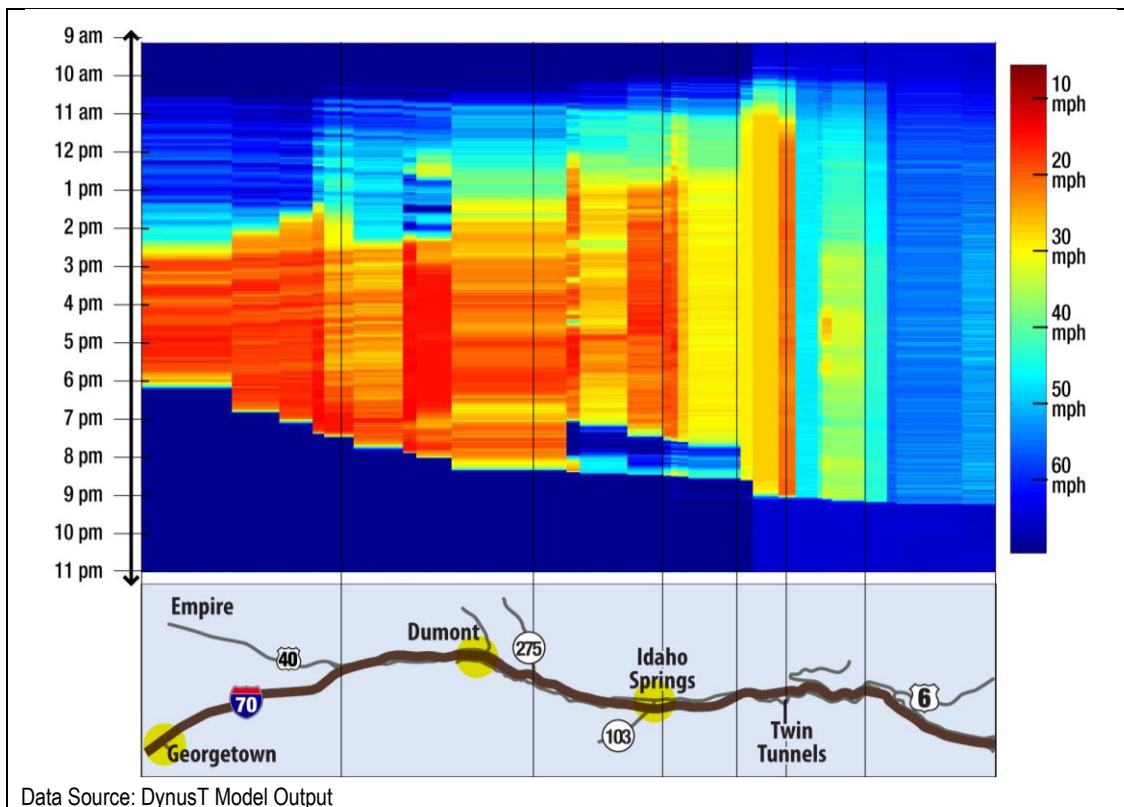 9 am
10 am
11 am
12 pm
1 pm
2 pm
3 pm
4 pm
5 pm
6 pm
7 pm
8 pm
9 pm
10 pm
11 pm
10
mph
20
mph
30
mph
40
mph
50
mph
60
mph
Empire
40
70
Georgetown
Dumont
275
Idaho
Springs
103
Twin
Tunnels
6
Data Source: DynusT Model Output